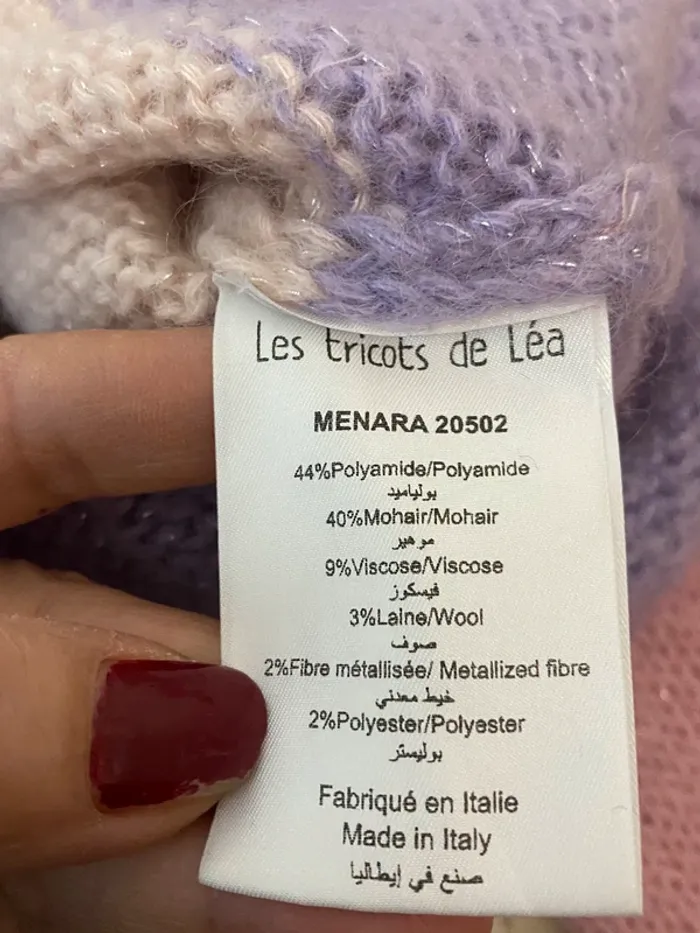 Les tricots de Léa
MENARA 20502
44%Polyamide/Polyamide
بولياميد
40%Mohair/Mohair
موهير
9%Viscose/Viscose
فيسكوز
3%Laine/Wool
صوف
2%Fibre métallisée/ Metallized fibre
خيط معدني
2%Polyester/Polyester
بوليستر
Fabriqué en Italie
Made in Italy
صنع في إيطاليا